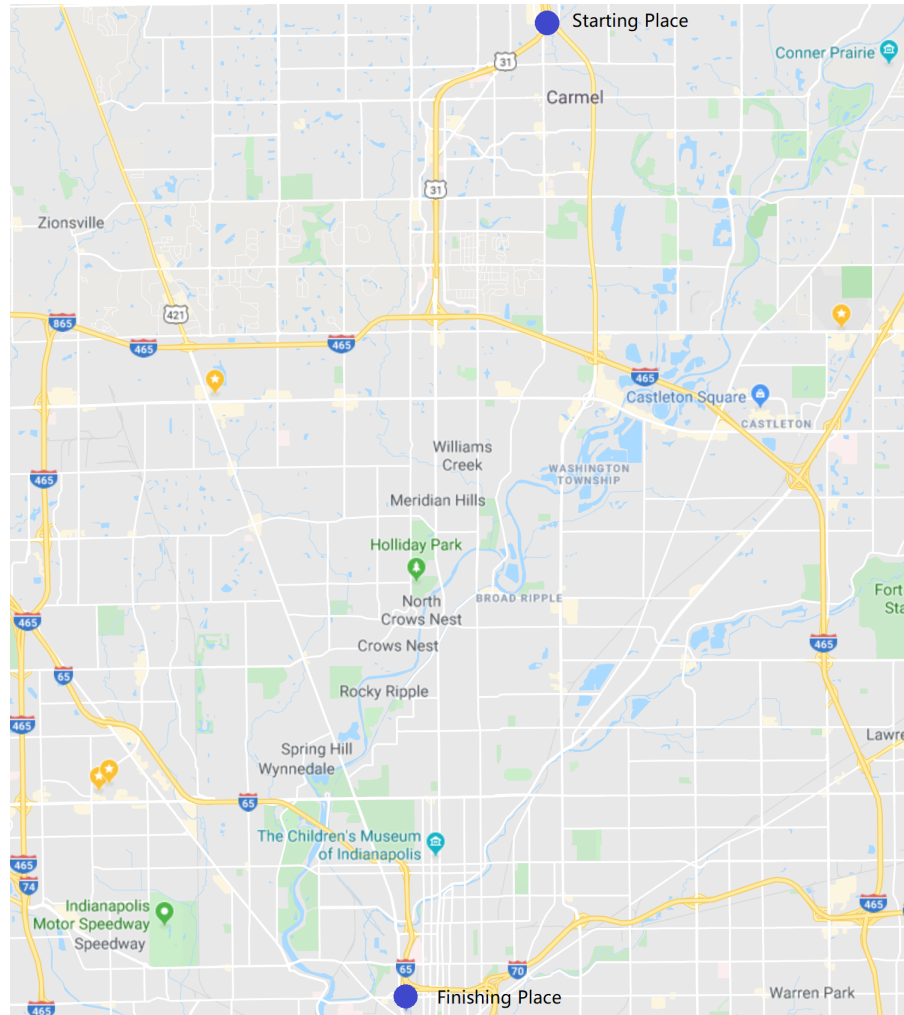 Starting Place
Conner Prairie
31
Carmel
31
Zionsville
421
865
465
465
465
Castleton Square
CASTLETON
Williams
Creek
WASHINGTON
TOWNSHIP
465
Meridian Hills
Holliday Park
BROAD RIPPLE
Fort
Sta
North
Crows Nest
465
Crows Nest
465
65
Rocky Ripple
465
Lawre
Spring Hill
Wynnedale
65
The Children's Museum
of Indianapolis
465
74
Indianapolis
Motor Speedway
Speedway
465
65
70
Finishing Place
Warren Park
465